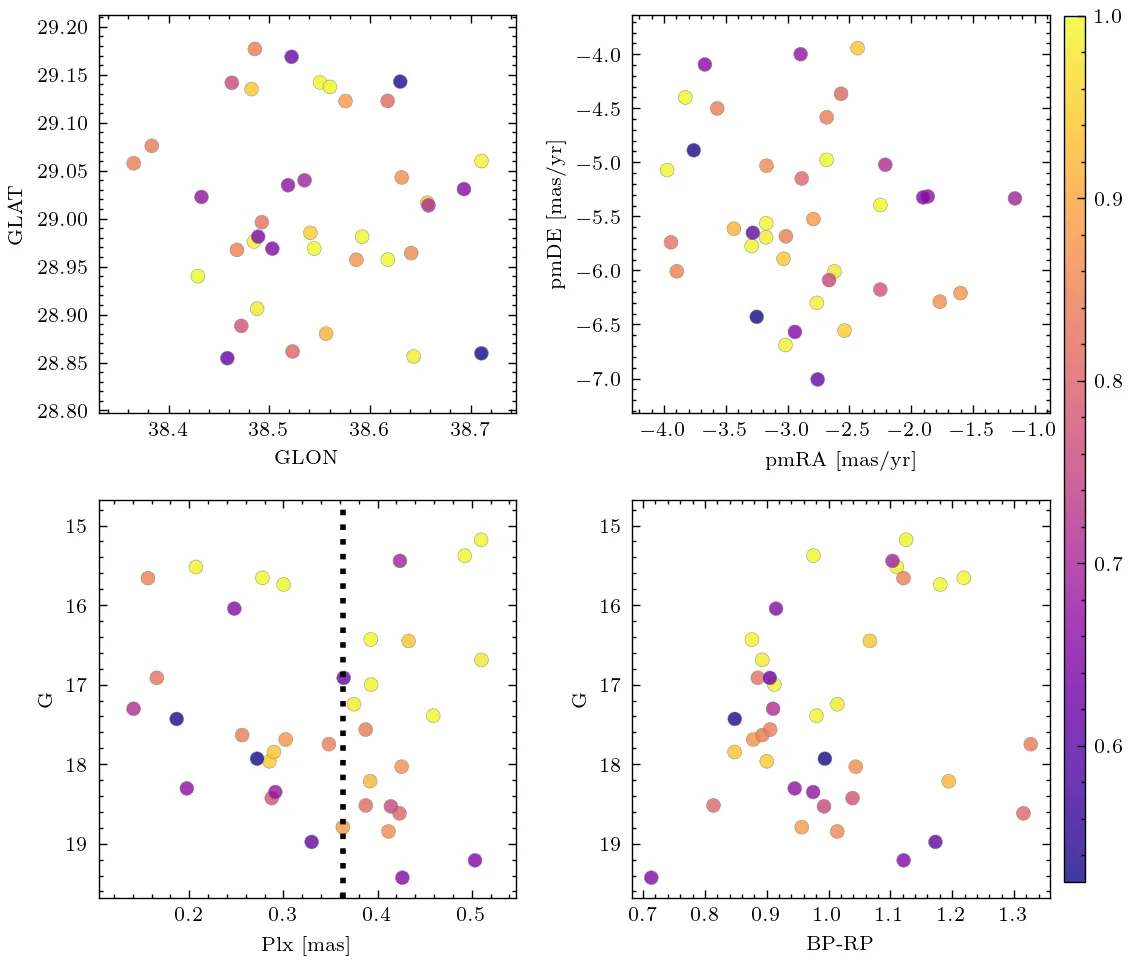 29.20
29.15
29.10
29.05
29.00
28.95
28.90
28.85
28.80
GLAT
38.4 38.5 38.6 38.7
GLON
−4.0
−4.5
−5.0
−5.5
−6.0
−6.5
−7.0
pmDE [mas/yr]
−4.0 −3.5 −3.0 −2.5 −2.0 −1.5 −1.0
pmRA [mas/yr]
1.0
0.9
0.8
0.7
0.6
15
16
17
18
19
G
0.2 0.3 0.4 0.5
Plx [mas]
15
16
17
18
19
G
0.7 0.8 0.9 1.0 1.1 1.2 1.3
BP-RP